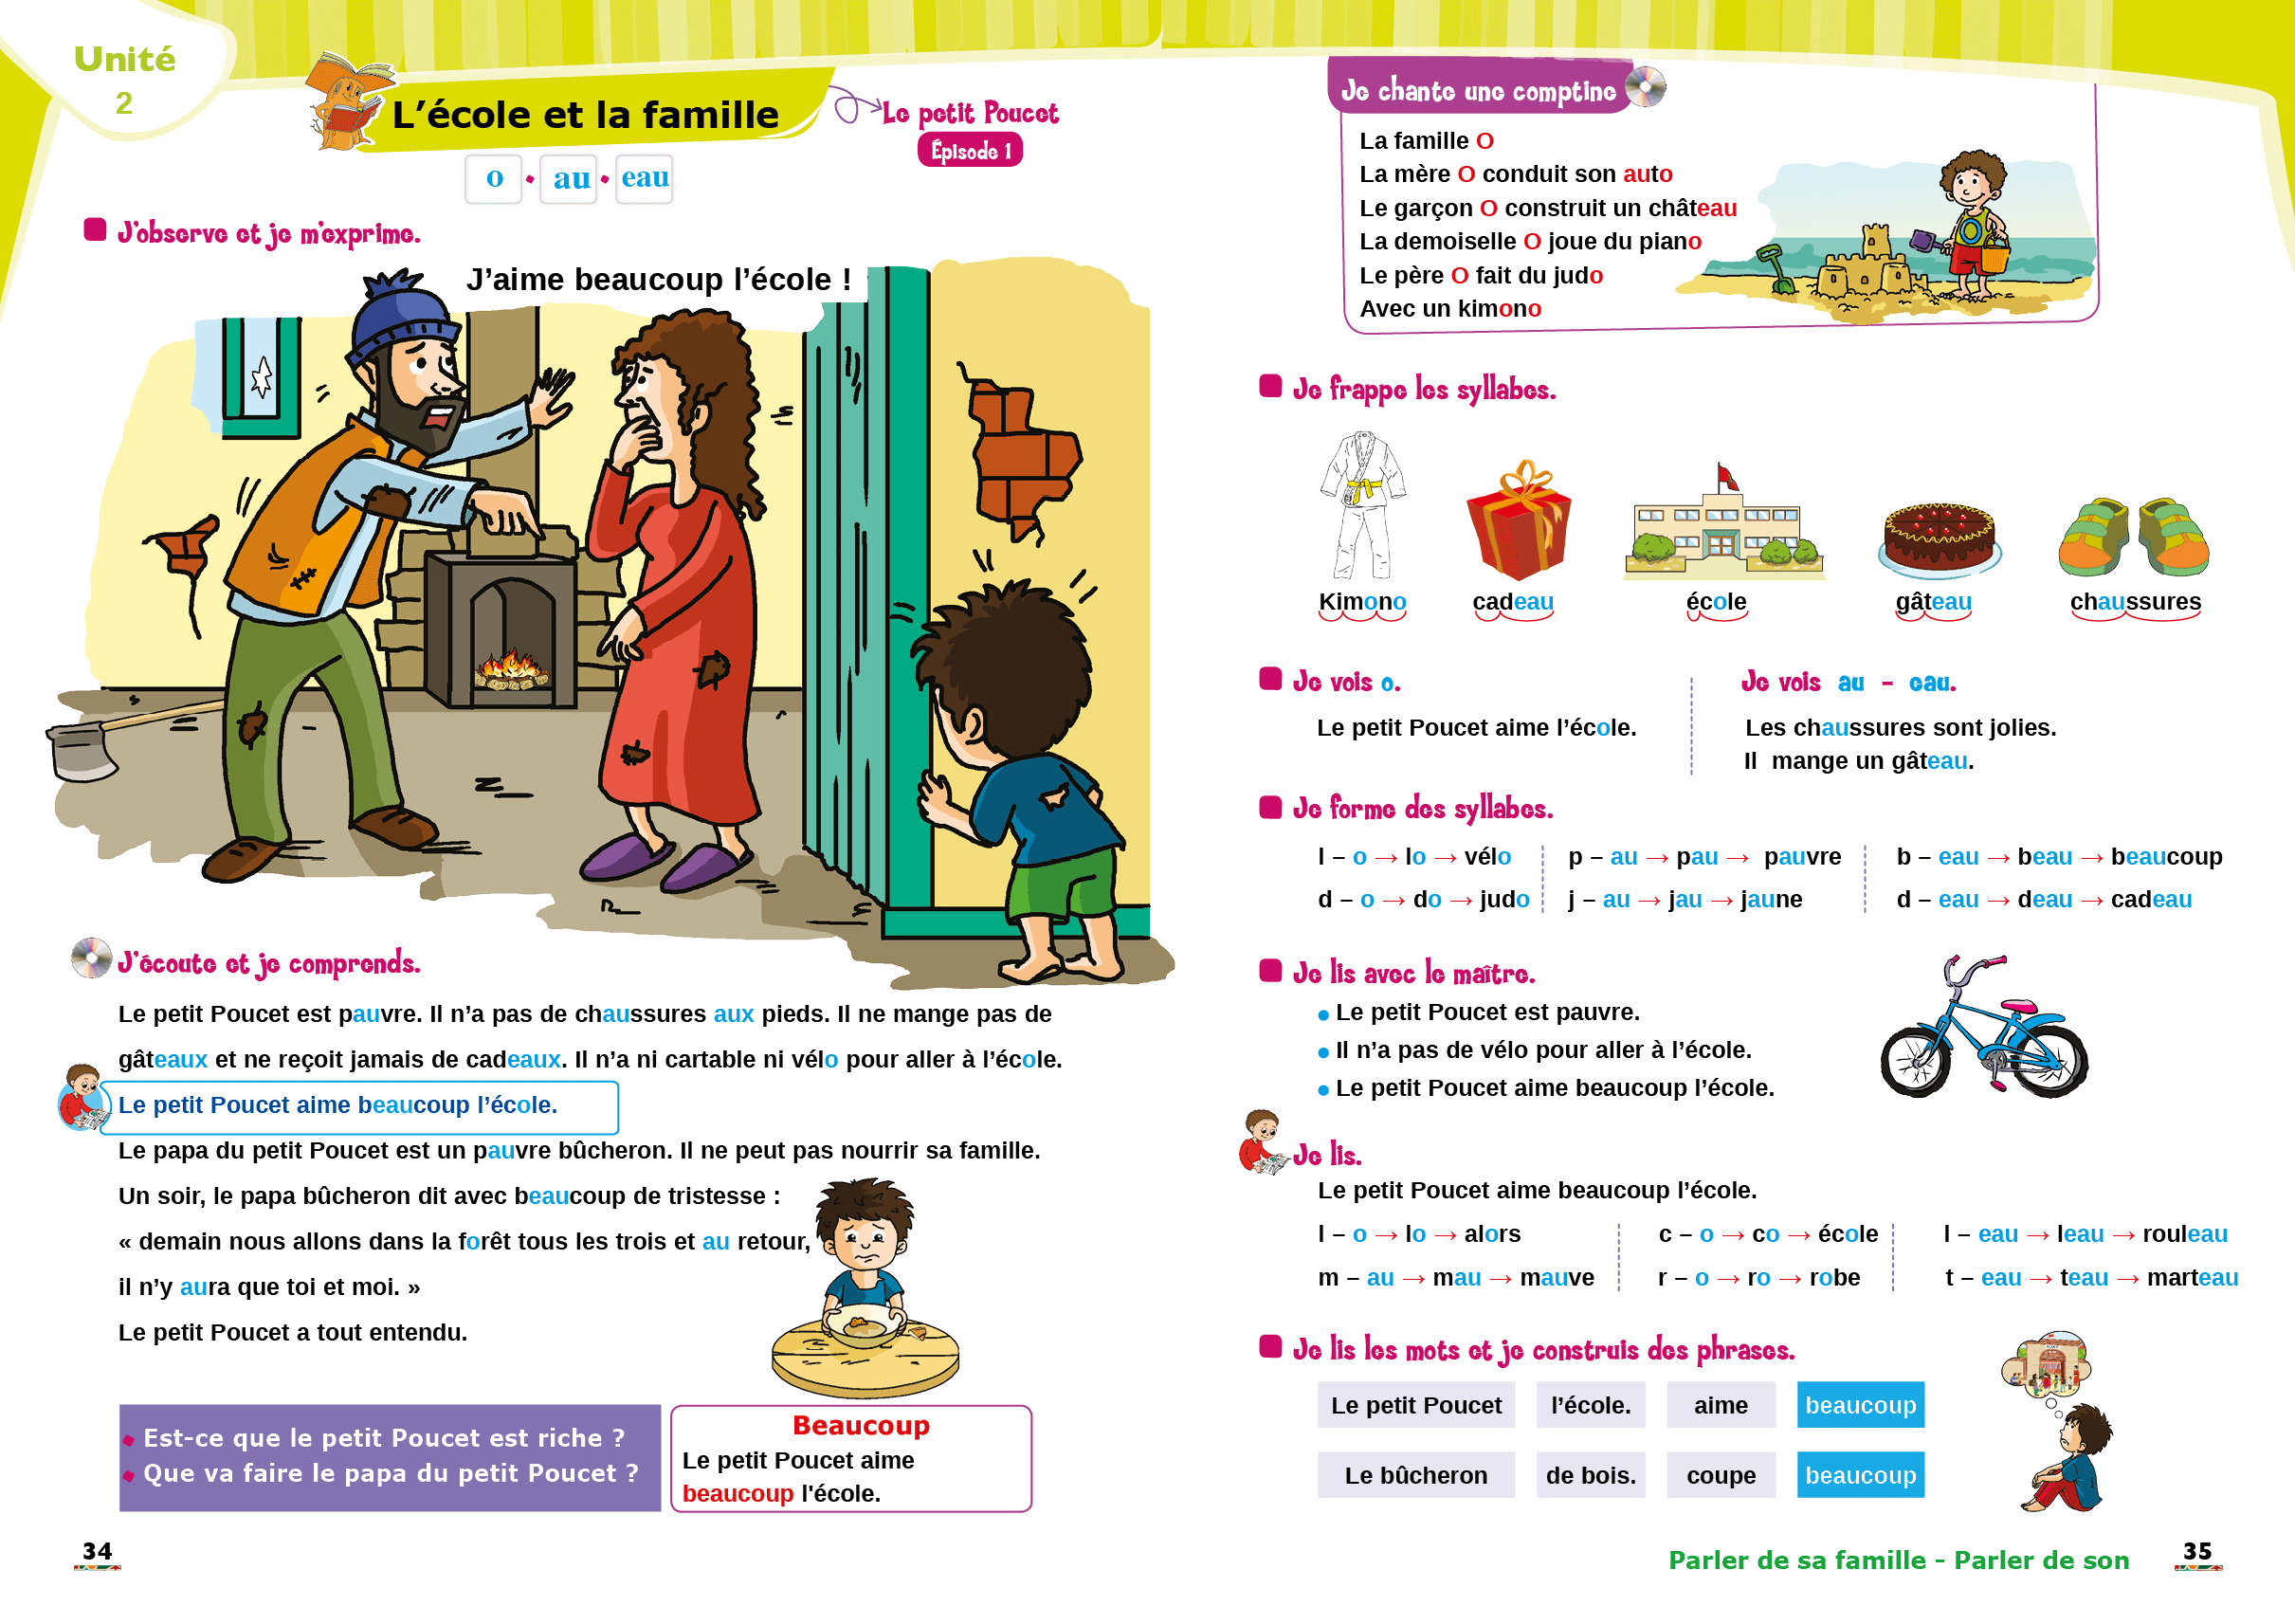 Unité
2
L’école et la famille
Le petit Poucet
Épisode 1
o • au • eau
J’observe et je m’exprime.
J’aime beaucoup l’école !
J’écoute et je comprends.
Le petit Poucet est pauvre. Il n’a pas de chaussures aux pieds. Il ne mange pas de
gâteaux et ne reçoit jamais de cadeaux. Il n’a ni cartable ni vélo pour aller à l’école.
Le petit Poucet aime beaucoup l’école.
Le papa du petit Poucet est un pauvre bûcheron. Il ne peut pas nourrir sa famille.
Un soir, le papa bûcheron dit avec beaucoup de tristesse :
« demain nous allons dans la forêt tous les trois et au retour,
il n’y aura que toi et moi. »
Le petit Poucet a tout entendu.
• Est-ce que le petit Poucet est riche ?
• Que va faire le papa du petit Poucet ?
Beaucoup
Le petit Poucet aime
beaucoup l'école.
34
Je chante une comptine
La famille O
La mère O conduit son auto
Le garçon O construit un château
La demoiselle O joue du piano
Le père O fait du judo
Avec un kimono
Je frappe les syllabes.
Kimono cadeau école gâteau chaussures
Je vois o.
Le petit Poucet aime l’école.
Je vois au - eau.
Les chaussures sont jolies.
Il mange un gâteau.
Je forme des syllabes.
l – o → lo → vélo p – au → pau → pauvre b – eau → beau → beaucoup
d – o → do → judo j – au → jau → jaune d – eau → deau → cadeau
Je lis avec le maître.
• Le petit Poucet est pauvre.
• Il n’a pas de vélo pour aller à l’école.
• Le petit Poucet aime beaucoup l’école.
Je lis.
Le petit Poucet aime beaucoup l’école.
l – o → lo → alors c – o → co → école l – eau → leau → rouleau
m – au → mau → mauve r – o → ro → robe t – eau → teau → marteau
Je lis les mots et je construis des phrases.
Le petit Poucet l’école. aime beaucoup
Le bûcheron de bois. coupe beaucoup
Parler de sa famille - Parler de son
35